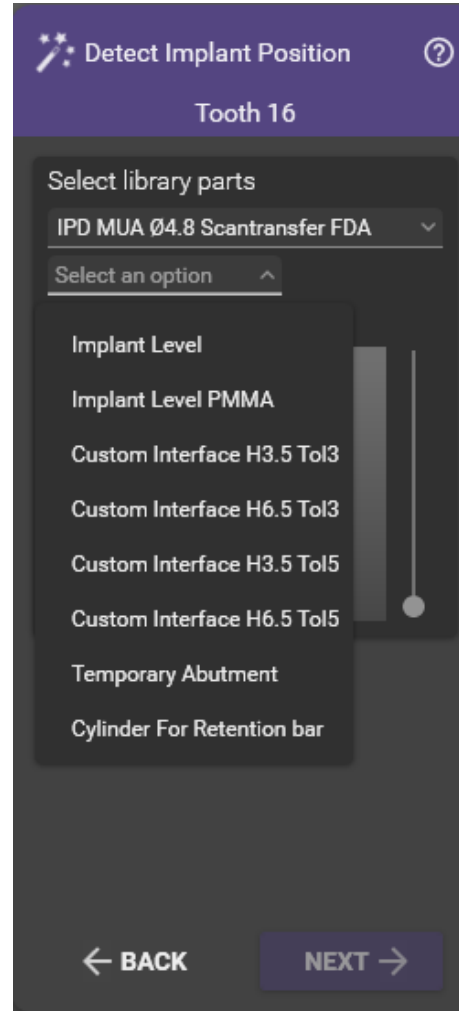 Detect Implant Position
Tooth 16
Select library parts
IPD MUA Ø4.8 Scantransfer FDA
Select an option
Implant Level
Implant Level PMMA
Custom Interface H3.5 Tol3
Custom Interface H6.5 Tol3
Custom Interface H3.5 Tol5
Custom Interface H6.5 Tol5
Temporary Abutment
Cylinder For Retention bar
BACK
NEXT